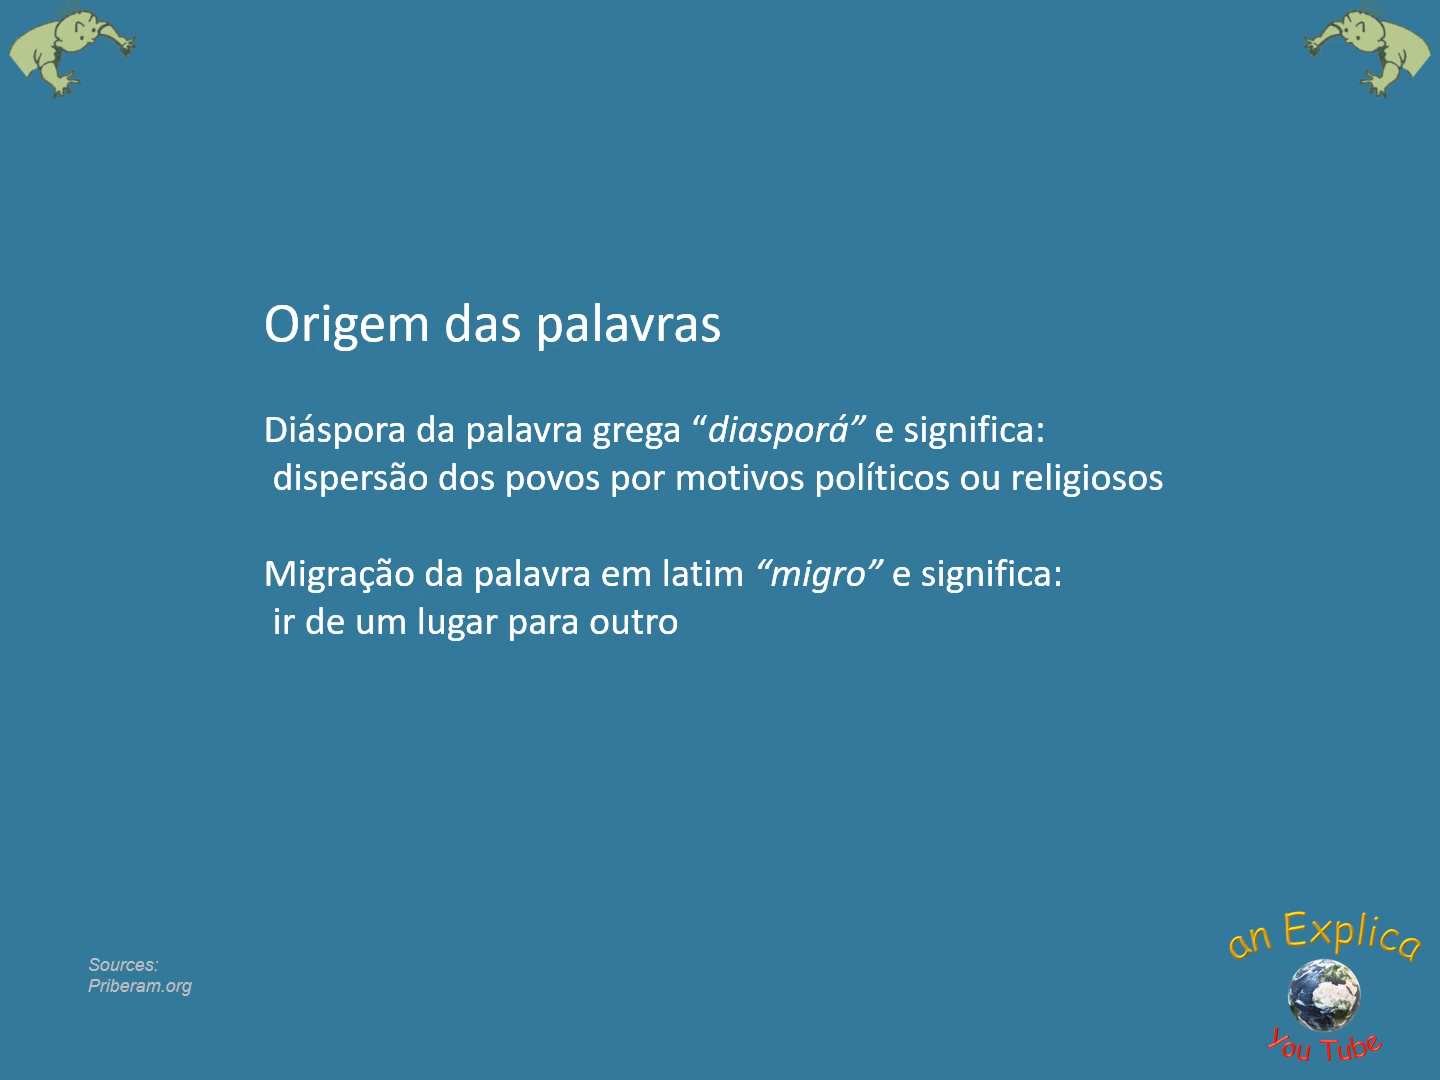 Origem das palavras
Diáspora da palavra grega “diasporá” e significa:
dispersão dos povos por motivos políticos ou religiosos
Migração da palavra em latim “migro” e significa:
ir de um lugar para outro
Sources:
Priberam.org
an Explica
You Tube